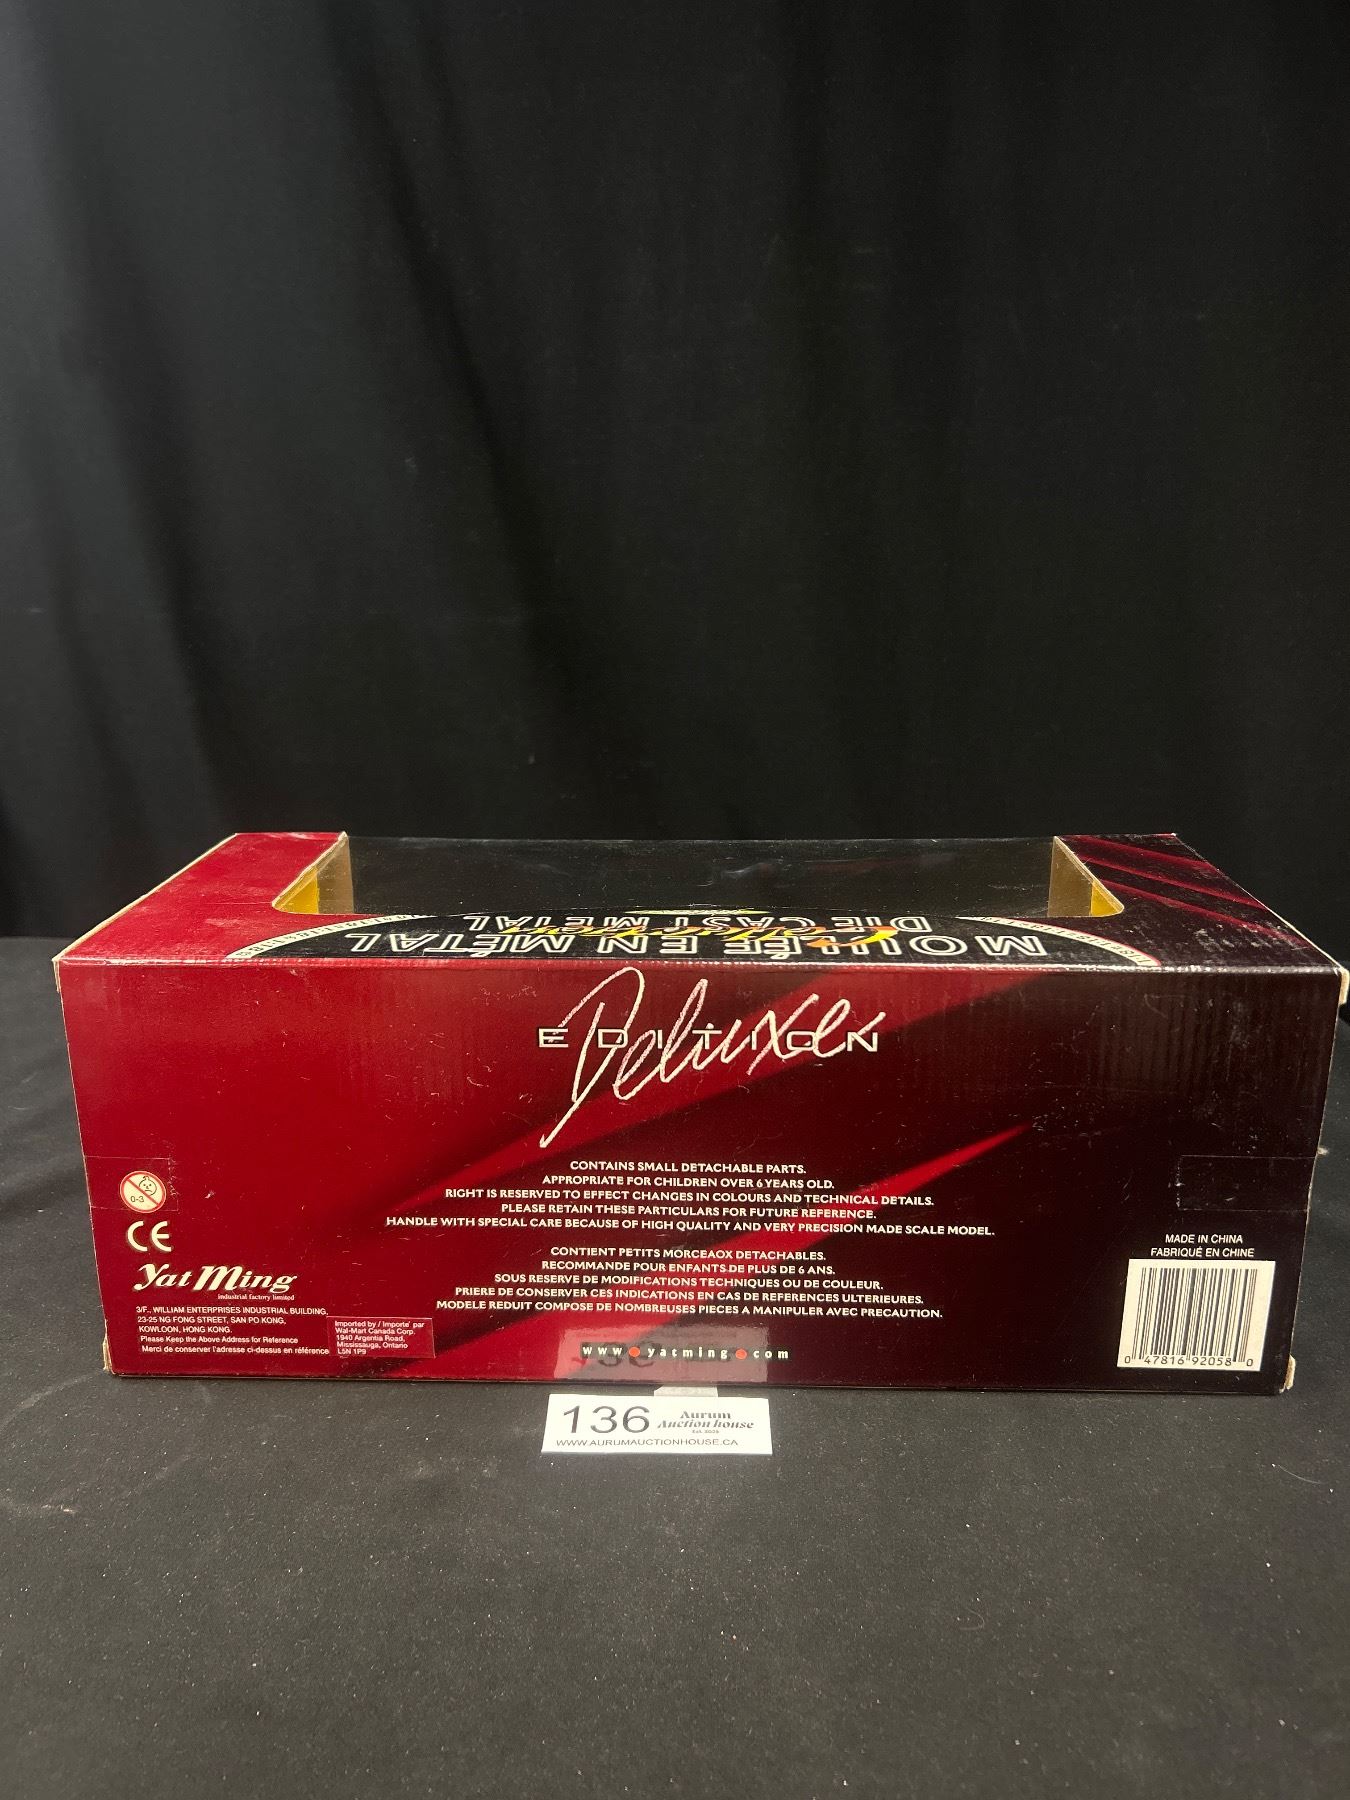 MOULÉ EN MÉTAL
DIE CAST METAL
Deluxe
EDITION
CONTAINS SMALL DETACHABLE PARTS.
APPROPRIATE FOR CHILDREN OVER 6 YEARS OLD.
RIGHT IS RESERVED TO EFFECT CHANGES IN COLOURS AND TECHNICAL DETAILS.
PLEASE RETAIN THESE PARTICULARS FOR FUTURE REFERENCE.
HANDLE WITH SPECIAL CARE BECAUSE OF HIGH QUALITY AND VERY PRECISION MADE SCALE MODEL.
CONTIENT PETITS MORCEAOX DETACHABLES.
RECOMMANDE POUR ENFANTS DE PLUS DE 6 ANS.
SOUS RESERVE DE MODIFICATIONS TECHNIQUES OU DE COULEUR.
PRIERE DE CONSERVER CES INDICATIONS EN CAS DE REFERENCES ULTERIEURES.
MODELE REDUIT COMPOSE DE NOMBREUSES PIECES A MANIPULER AVEC PRECAUTION.
www.yatming.com
0-3
CE
Yat Ming
industrial factory limited
3/F., WILLIAM ENTERPRISES INDUSTRIAL BUILDING,
23-25 NG FONG STREET, SAN PO KONG,
KOWLOON, HONG KONG.
Please Keep the Above Address for Reference
Merci de conserver l'adresse ci-dessus en référence
Imported by / Importe' par
Wal-Mart Canada Corp.
1940 Argentia Road,
Mississauga, Ontario
L5N 1P9
MADE IN CHINA
FABRIQUÉ EN CHINE
0 47816 92058 0
136
Aurum
Auction house
Est. 2023
WWW.AURUMAUCTIONHOUSE.CA